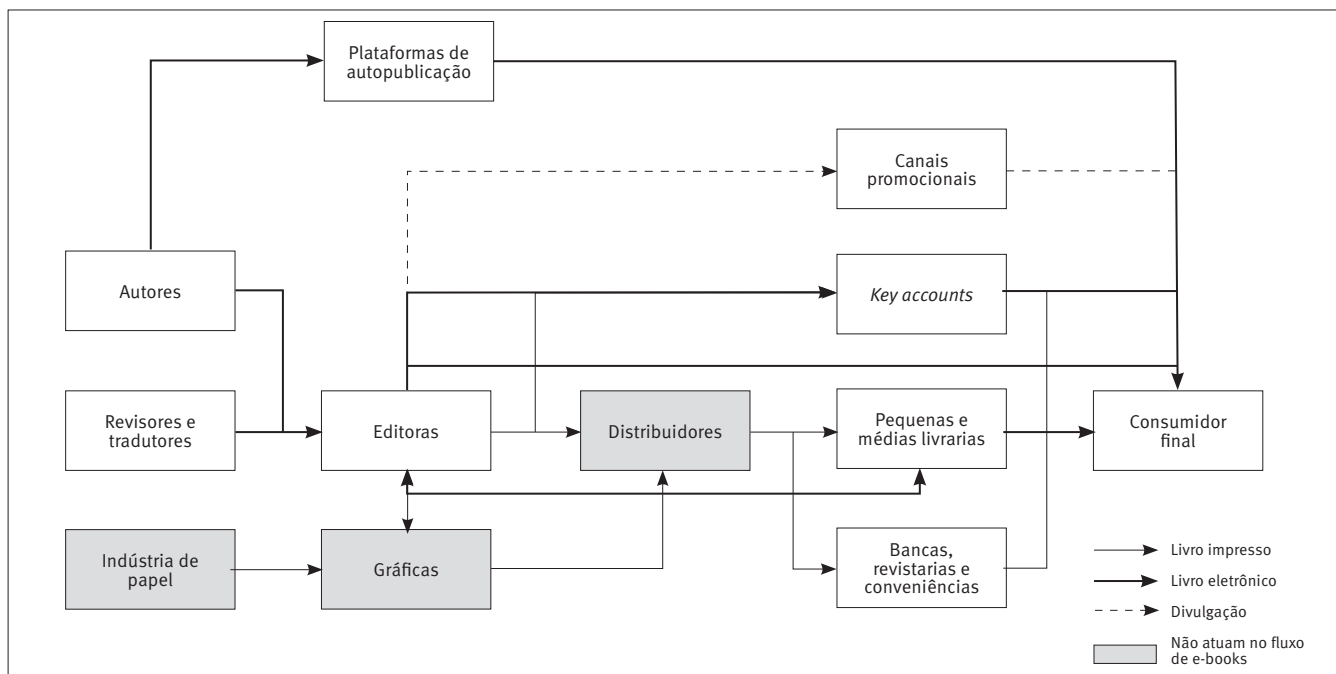 Plataformas de
autopublicação
Canais
promocionais
Autores
Key accounts
Revisores e
tradutores
Editoras
Distribuidores
Pequenas e
médias livrarias
Consumidor
final
Indústria de
papel
Gráficas
Bancas,
revistarias e
conveniências
Livro impresso
Livro eletrônico
Divulgação
Não atuam no fluxo
de e-books